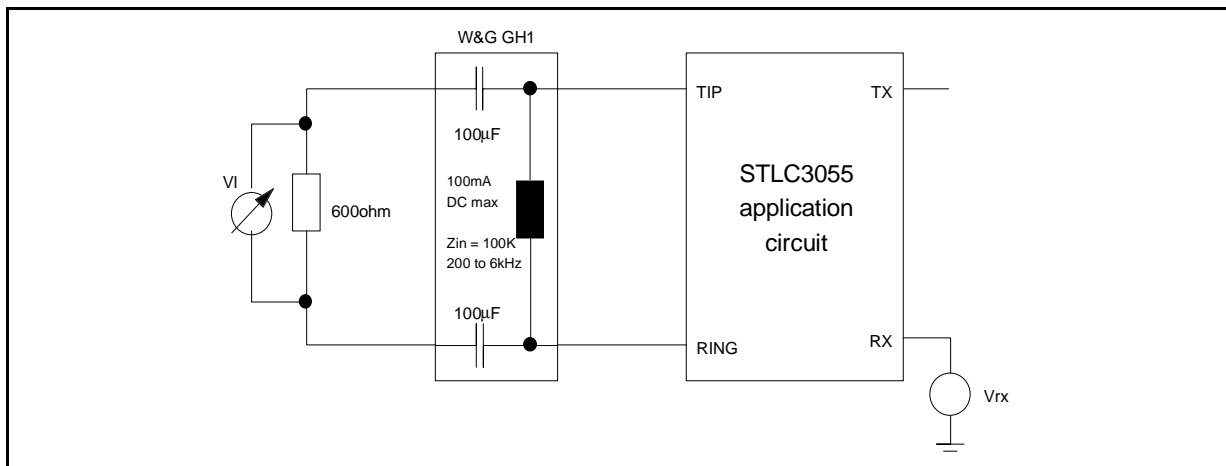 W&G GH1
TIP
TX
100μF
STLC3055
application
circuit
VI
600ohm
100mA
DC max
Zin = 100K
200 to 6kHz
100μF
RING
RX
Vrx